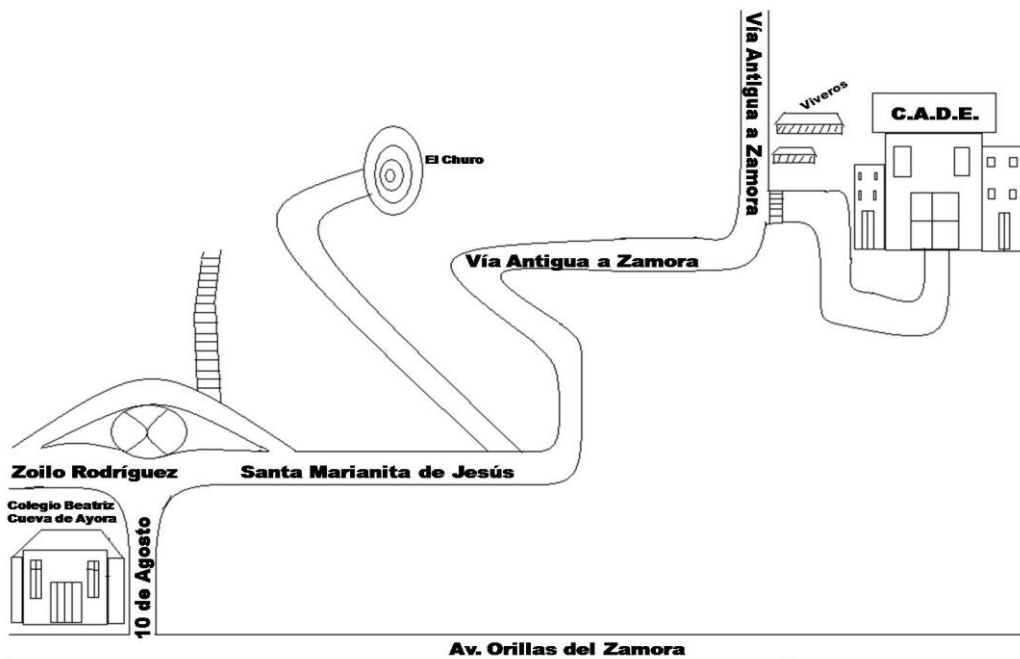 Vía Antigua a Zamora
Viveros
C.A.D.E.
El Churo
Vía Antigua a Zamora
Zoilo Rodríguez
Santa Marianita de Jesús
Colegio Beatriz
Cueva de Ayora
10 de Agosto
Av. Orillas del Zamora